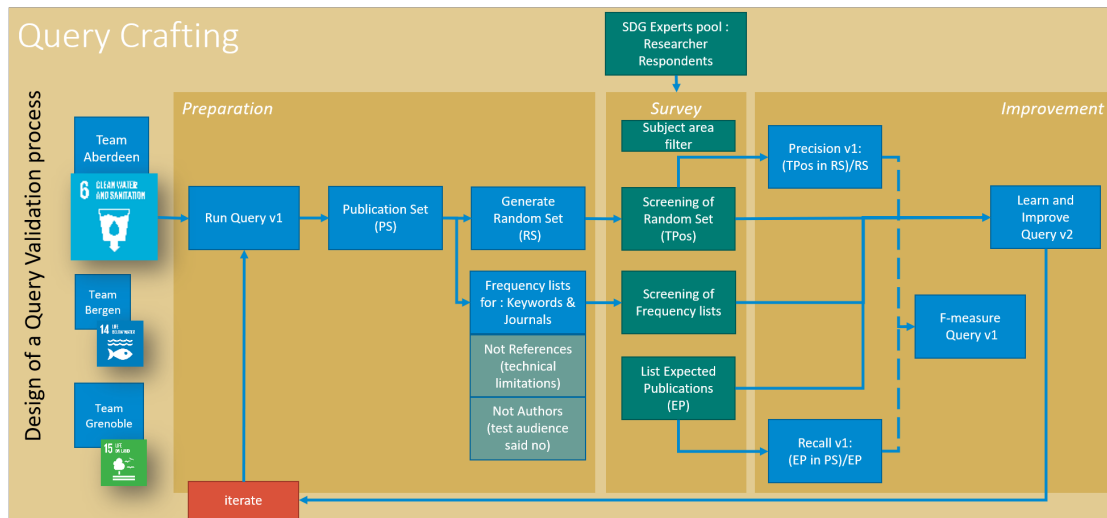 Query Crafting
Design of a Query Validation process
SDG Experts pool :
Researcher
Respondents
Preparation
Survey
Improvement
Team
Aberdeen
6 CLEAN WATER
AND SANITATION
Team
Bergen
14 LIFE
BELOW WATER
Team
Grenoble
15 LIFE
ON LAND
Run Query v1
Publication Set
(PS)
Generate
Random Set
(RS)
Frequency lists
for : Keywords &
Journals
Not References
(technical
limitations)
Not Authors
(test audience
said no)
Subject area
filter
Screening of
Random Set
(TPos)
Screening of
Frequency lists
List Expected
Publications
(EP)
Precision v1:
(TPos in RS)/RS
Recall v1:
(EP in PS)/EP
Learn and
Improve
Query v2
F-measure
Query v1
iterate